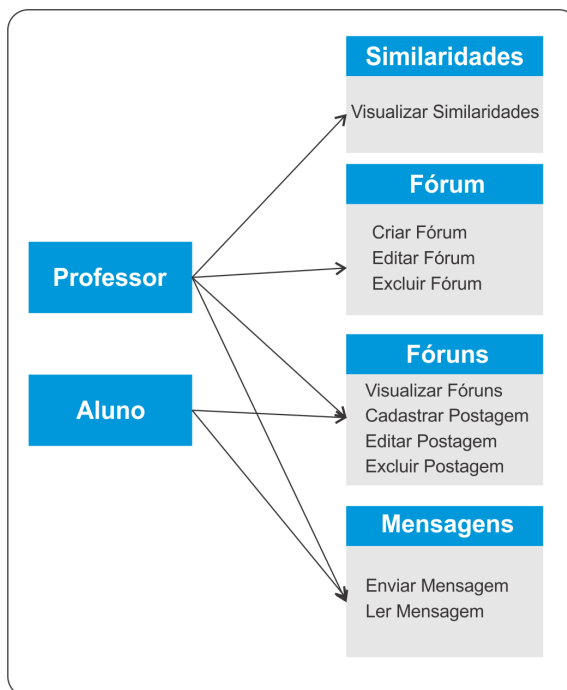 Similaridades
Visualizar Similaridades
Fórum
Criar Fórum
Editar Fórum
Excluir Fórum
Professor
Aluno
Fóruns
Visualizar Fóruns
Cadastrar Postagem
Editar Postagem
Excluir Postagem
Mensagens
Enviar Mensagem
Ler Mensagem